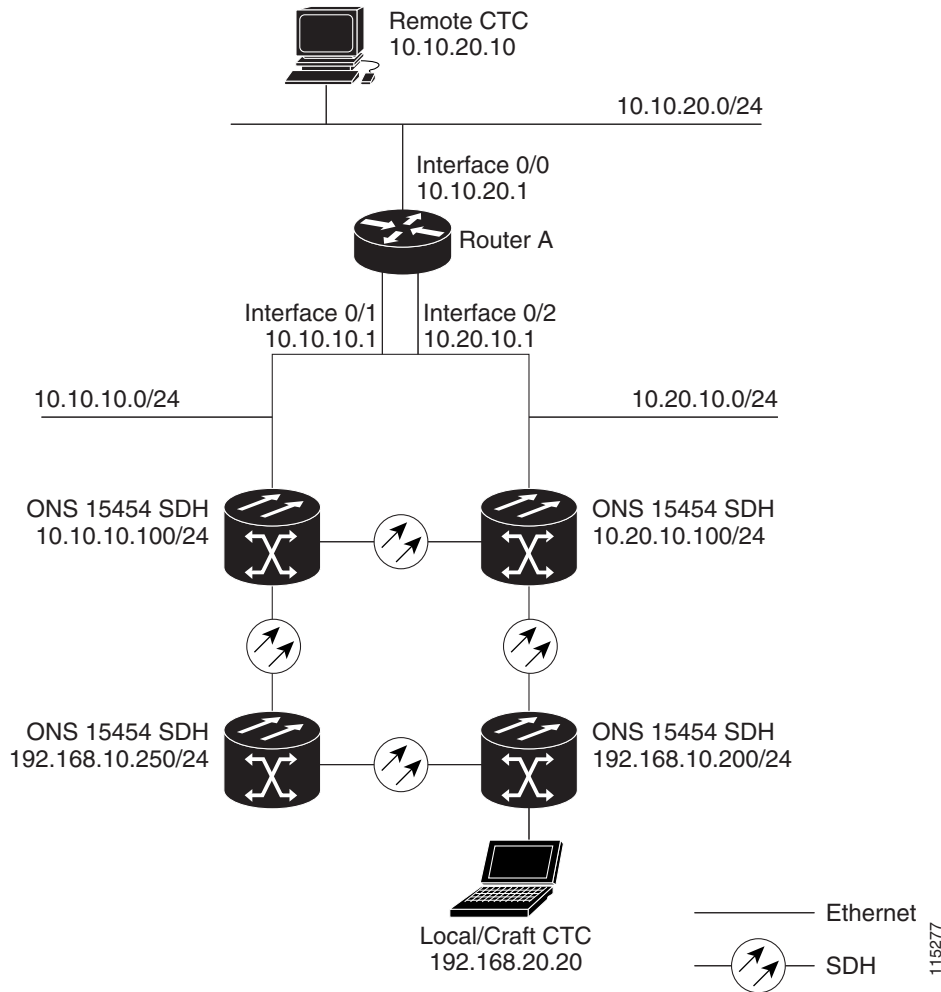 Remote CTC
10.10.20.10
10.10.20.0/24
Interface 0/0
10.10.20.1
Router A
Interface 0/1
10.10.10.1
Interface 0/2
10.20.10.1
10.10.10.0/24
10.20.10.0/24
ONS 15454 SDH
10.10.10.100/24
ONS 15454 SDH
10.20.10.100/24
ONS 15454 SDH
192.168.10.250/24
ONS 15454 SDH
192.168.10.200/24
Local/Craft CTC
192.168.20.20
Ethernet
SDH
115277